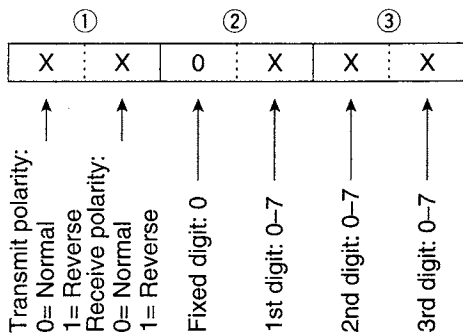 ① ② ③
X X 0 X X X
Transmit polarity:
0= Normal
1= Reverse
Receive polarity:
0= Normal
1= Reverse
Fixed digit: 0
1st digit: 0–7
2nd digit: 0–7
3rd digit: 0–7